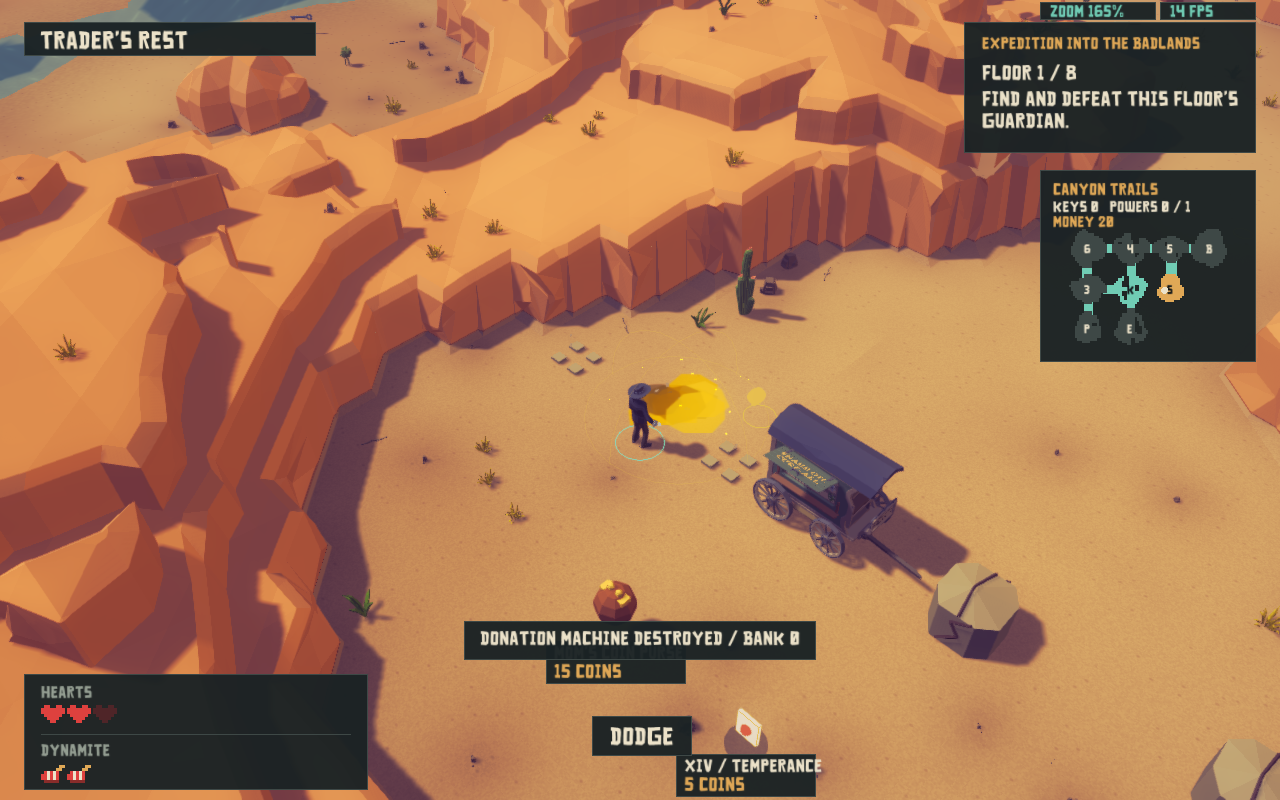 ZOOM 165%
14 FPS
TRADER'S REST
EXPEDITION INTO THE BADLANDS
FLOOR 1 / 8
FIND AND DEFEAT THIS FLOOR'S
GUARDIAN.
CANYON TRAILS
KEYS 0 POWERS 0 / 1
MONEY 20
6 4 5 B
3 S
P E
DONATION MACHINE DESTROYED / BANK 0
15 COINS
HEARTS
DYNAMITE
DODGE
XIV / TEMPERANCE
5 COINS